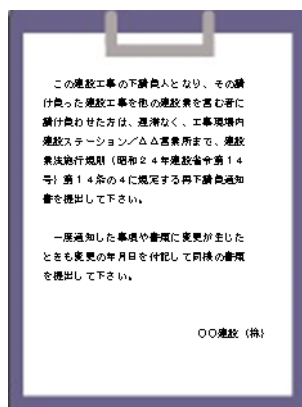 この建設工事の下請負人となり、その請
け負った建設工事を他の建設業を営む者に
請け負わせた方は、遅滞なく、工事現場内
建設ステーション／△△営業所まで、建設
業法施行規則（昭和２４年建設省令第１４
号）第１４条の４に規定する再下請負通知
書を提出して下さい。
一度通知した事項や書類に変更が生じた
ときも変更の年月日を付記して同様の書類
を提出して下さい。
〇〇建設（株）